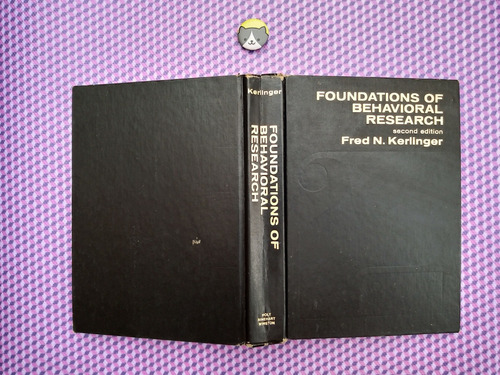 Kerlinger
FOUNDATIONS OF
BEHAVIORAL
RESEARCH
HOLT
RINEHART
WINSTON
FOUNDATIONS OF
BEHAVIORAL
RESEARCH
second edition
Fred N. Kerlinger